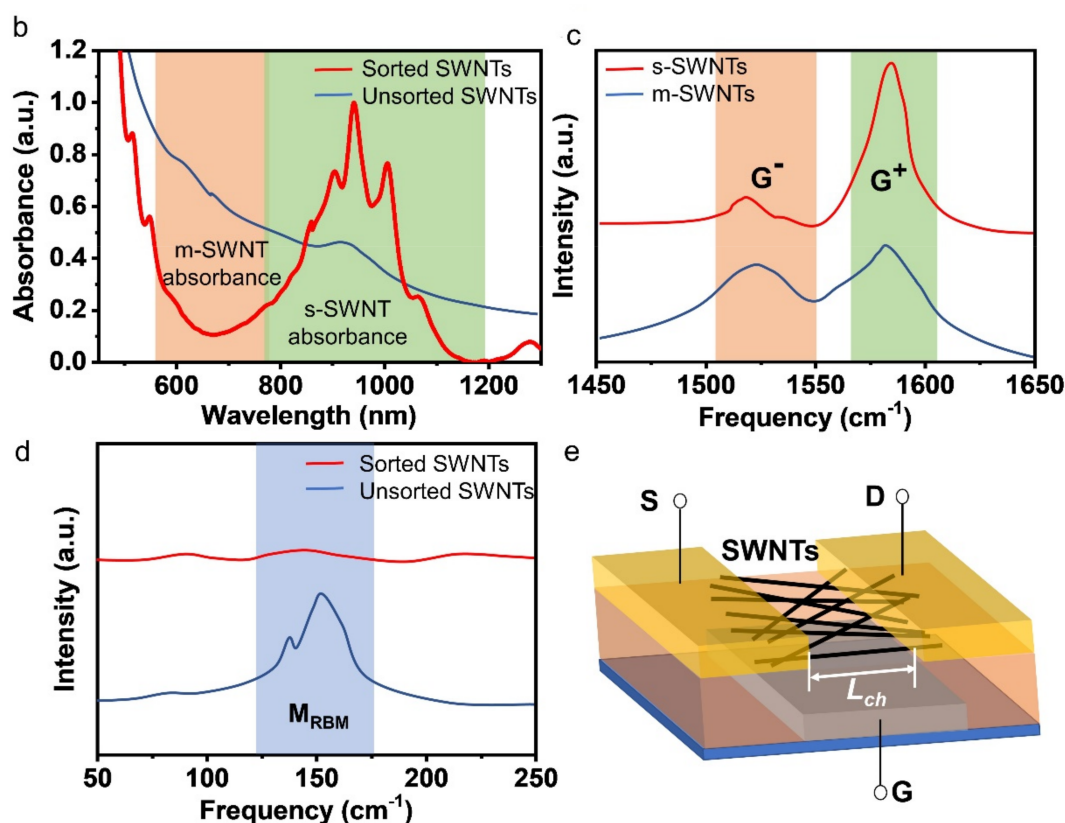 b
Absorbance (a.u.)
1.2
1.0
0.8
0.6
0.4
0.2
0.0
Sorted SWNTs
Unsorted SWNTs
m-SWNT
absorbance
s-SWNT
absorbance
600 800 1000 1200
Wavelength (nm)
c
Intensity (a.u.)
s-SWNTs
m-SWNTs
G⁻
G⁺
1450 1500 1550 1600 1650
Frequency (cm⁻¹)
d
Intensity (a.u.)
Sorted SWNTs
Unsorted SWNTs
M_RBM
50 100 150 200 250
Frequency (cm⁻¹)
e
S
D
SWNTs
L_ch
G